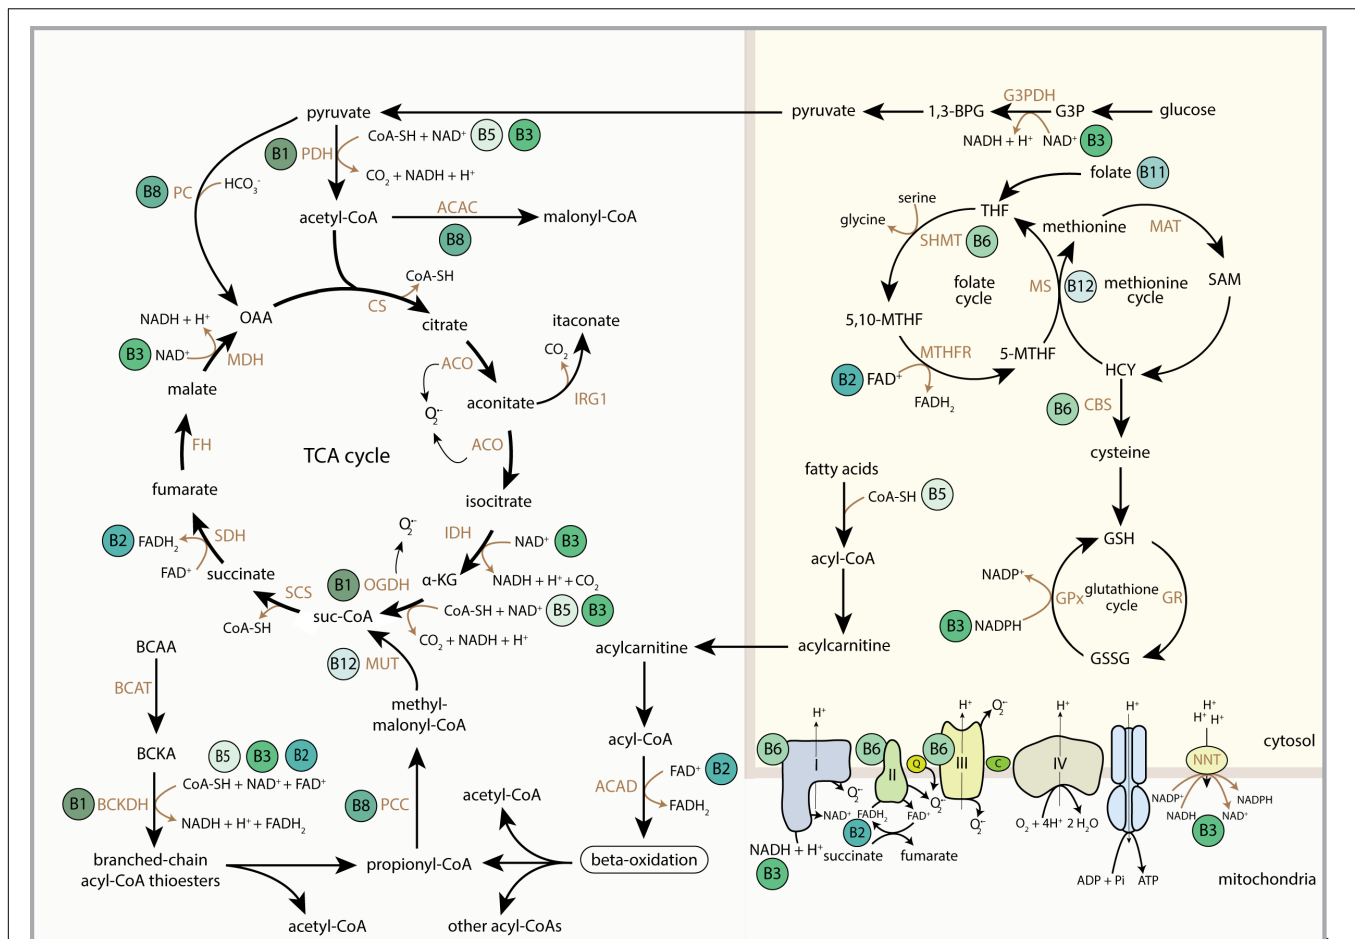 pyruvate
pyruvate
1,3-BPG
G3PDH
G3P
glucose
B1
PDH
CoA-SH + NAD⁺
B5
B3
NADH + H⁺
NAD⁺
B3
CO₂ + NADH + H⁺
B8
PC
HCO₃⁻
folate
B11
acetyl-CoA
ACAC
malonyl-CoA
B8
serine
THF
glycine
SHMT
B6
methionine
MAT
CoA-SH
CS
OAA
citrate
itaconate
folate
cycle
MS
B12
methionine
cycle
SAM
NADH + H⁺
B3
NAD⁺
MDH
malate
ACO
CO₂
aconitate
IRG1
5,10-MTHF
MTHFR
5-MTHF
B2
FAD⁺
FADH₂
HCY
B6
CBS
O₂•-
ACO
FH
TCA cycle
cysteine
fumarate
isocitrate
fatty acids
CoA-SH
B5
B2
FADH₂
SDH
FAD⁺
succinate
O₂•-
IDH
NAD⁺
B3
acyl-CoA
GSH
B1
OGDH
α-KG
NADH + H⁺ + CO₂
NADP⁺
GPx
glutathione
cycle
GR
SCS
suc-CoA
CoA-SH + NAD⁺
B5
B3
B3
NADPH
CoA-SH
CO₂ + NADH + H⁺
BCAA
B12
MUT
acylcarnitine
acylcarnitine
GSSG
BCAT
methyl-
malonyl-CoA
BCKA
B5
B3
B2
acyl-CoA
CoA-SH + NAD⁺ + FAD⁺
B1
BCKDH
NADH + H⁺ + FADH₂
B8
PCC
acetyl-CoA
ACAD
FAD⁺
B2
FADH₂
branched-chain
acyl-CoA thioesters
propionyl-CoA
beta-oxidation
acetyl-CoA
other acyl-CoAs
H⁺
B6
I
O₂•-
NAD⁺
NADH + H⁺
B3
B6
II
FADH₂
FAD⁺
B2
succinate
fumarate
Q
O₂•-
B6
H⁺
III
O₂•-
O₂•-
C
H⁺
IV
O₂ + 4H⁺
2 H₂O
H⁺
ADP + Pi
ATP
H⁺
H⁺
H⁺
NNT
NADP⁺
NADPH
NADH
NAD⁺
B3
cytosol
mitochondria